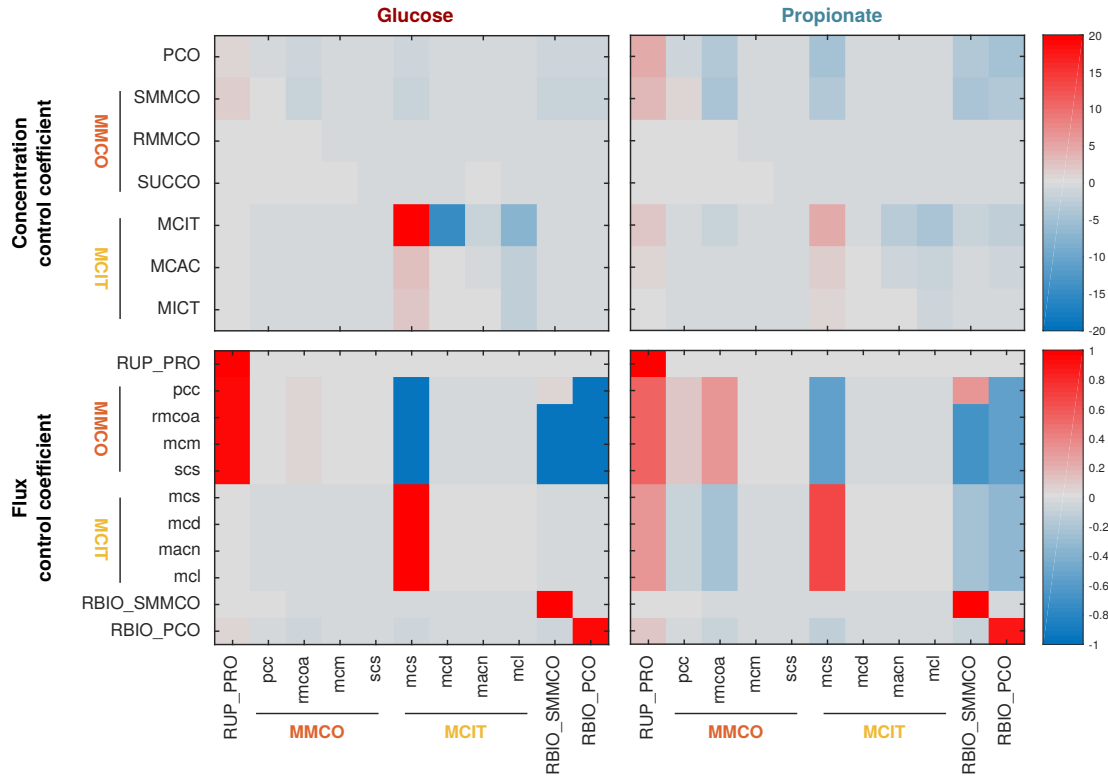 Glucose
Propionate
Concentration
control coefficient
MMCO
MCIT
PCO
SMMCO
RMMCO
SUCCO
MCIT
MCAC
MICT
20
15
10
5
0
-5
-10
-15
-20
Flux
control coefficient
MMCO
MCIT
RUP_PRO
pcc
rmcoa
mcm
scs
mcs
mcd
macn
mcl
RBIO_SMMCO
RBIO_PCO
1
0.8
0.6
0.4
0.2
0
-0.2
-0.4
-0.6
-0.8
-1
RUP_PRO
pcc
rmcoa
mcm
scs
mcs
mcd
macn
mcl
RBIO_SMMCO
RBIO_PCO
MMCO
MCIT
RUP_PRO
pcc
rmcoa
mcm
scs
mcs
mcd
macn
mcl
RBIO_SMMCO
RBIO_PCO
MMCO
MCIT